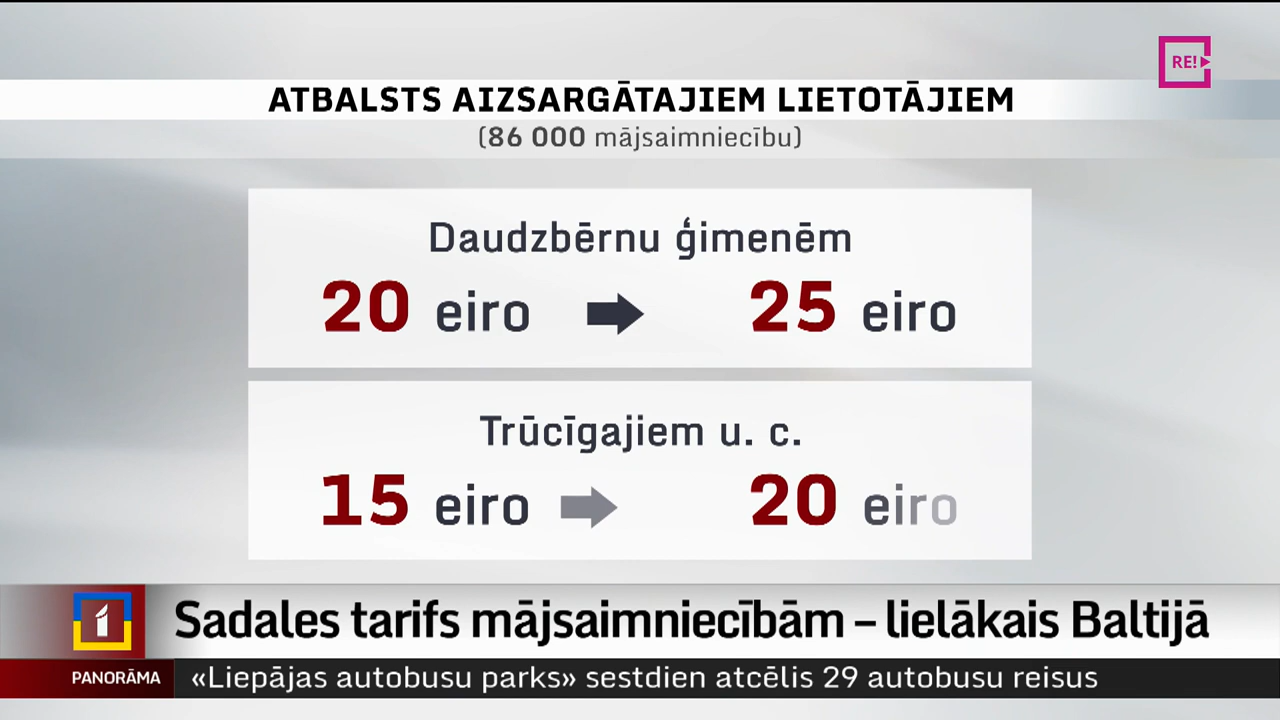 RE!
ATBALSTS AIZSARGĀTAJIEM LIETOTĀJIEM
(86 000 mājsaimniecību)
Daudzbērnu ģimenēm
20 eiro 25 eiro
Trūcīgajiem u. c.
15 eiro 20 eiro
1 Sadales tarifs mājsaimniecībām – lielākais Baltijā
PANORĀMA «Liepājas autobusu parks» sestdien atcēlis 29 autobusu reisus